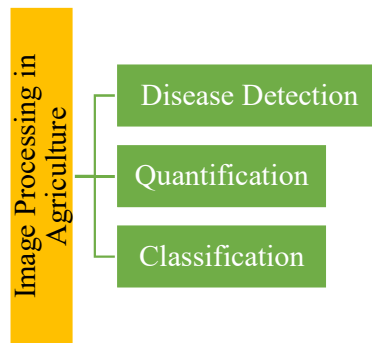 Image Processing in
Agriculture
Disease Detection
Quantification
Classification